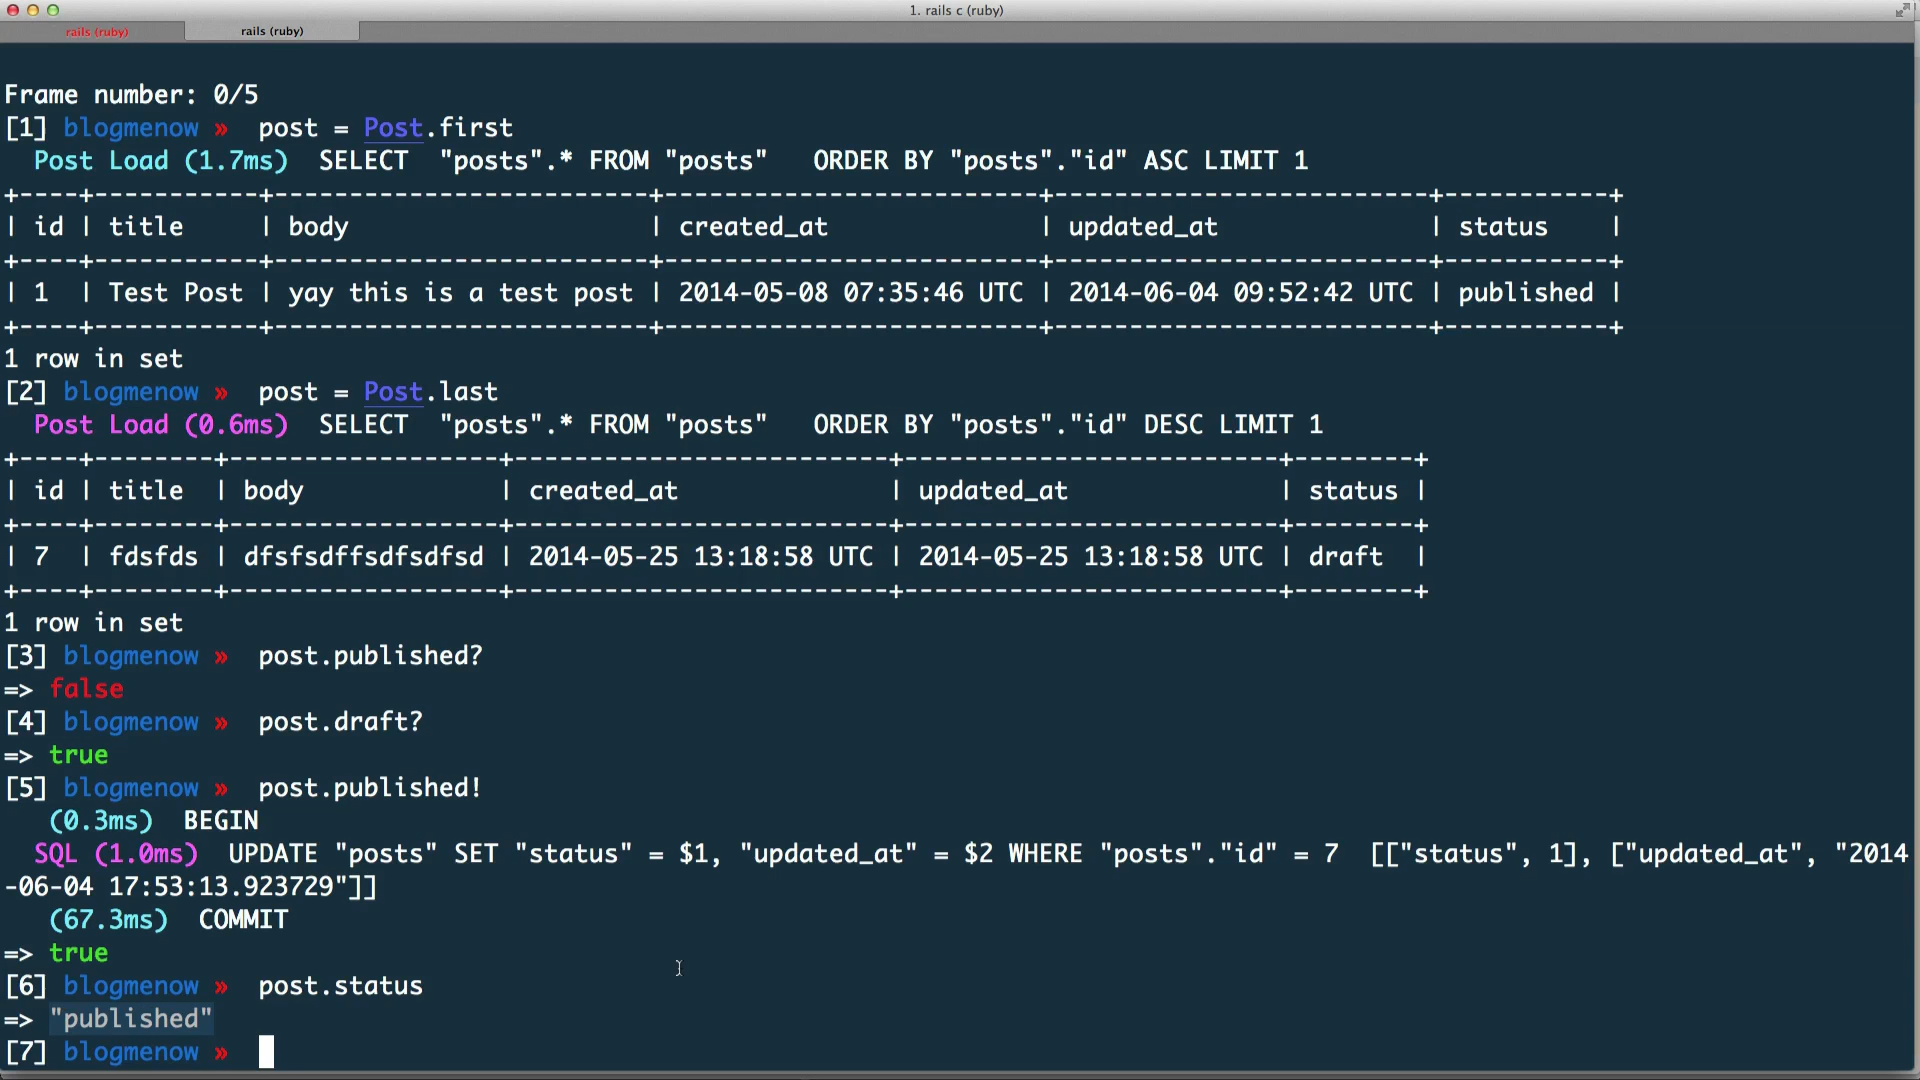 1. rails c (ruby)
rails (ruby) rails (ruby)
Frame number: 0/5
[1] blogmenow »  post = Post.first
  Post Load (1.7ms)  SELECT  "posts".* FROM "posts"   ORDER BY "posts"."id" ASC LIMIT 1
+----+-----------+-------------------------+-------------------------+-------------------------+-----------+
| id | title     | body                    | created_at              | updated_at              | status    |
+----+-----------+-------------------------+-------------------------+-------------------------+-----------+
| 1  | Test Post | yay this is a test post | 2014-05-08 07:35:46 UTC | 2014-06-04 09:52:42 UTC | published |
+----+-----------+-------------------------+-------------------------+-------------------------+-----------+
1 row in set
[2] blogmenow »  post = Post.last
  Post Load (0.6ms)  SELECT  "posts".* FROM "posts"   ORDER BY "posts"."id" DESC LIMIT 1
+----+--------+------------------+-------------------------+-------------------------+--------+
| id | title  | body             | created_at              | updated_at              | status |
+----+--------+------------------+-------------------------+-------------------------+--------+
| 7  | fdsfds | dfsfsdffsdfsdfsd | 2014-05-25 13:18:58 UTC | 2014-05-25 13:18:58 UTC | draft  |
+----+--------+------------------+-------------------------+-------------------------+--------+
1 row in set
[3] blogmenow »  post.published?
=> false
[4] blogmenow »  post.draft?
=> true
[5] blogmenow »  post.published!
   (0.3ms)  BEGIN
  SQL (1.0ms)  UPDATE "posts" SET "status" = $1, "updated_at" = $2 WHERE "posts"."id" = 7  [["status", 1], ["updated_at", "2014
-06-04 17:53:13.923729"]]
   (67.3ms)  COMMIT
=> true
[6] blogmenow »  post.status
=> "published"
[7] blogmenow »